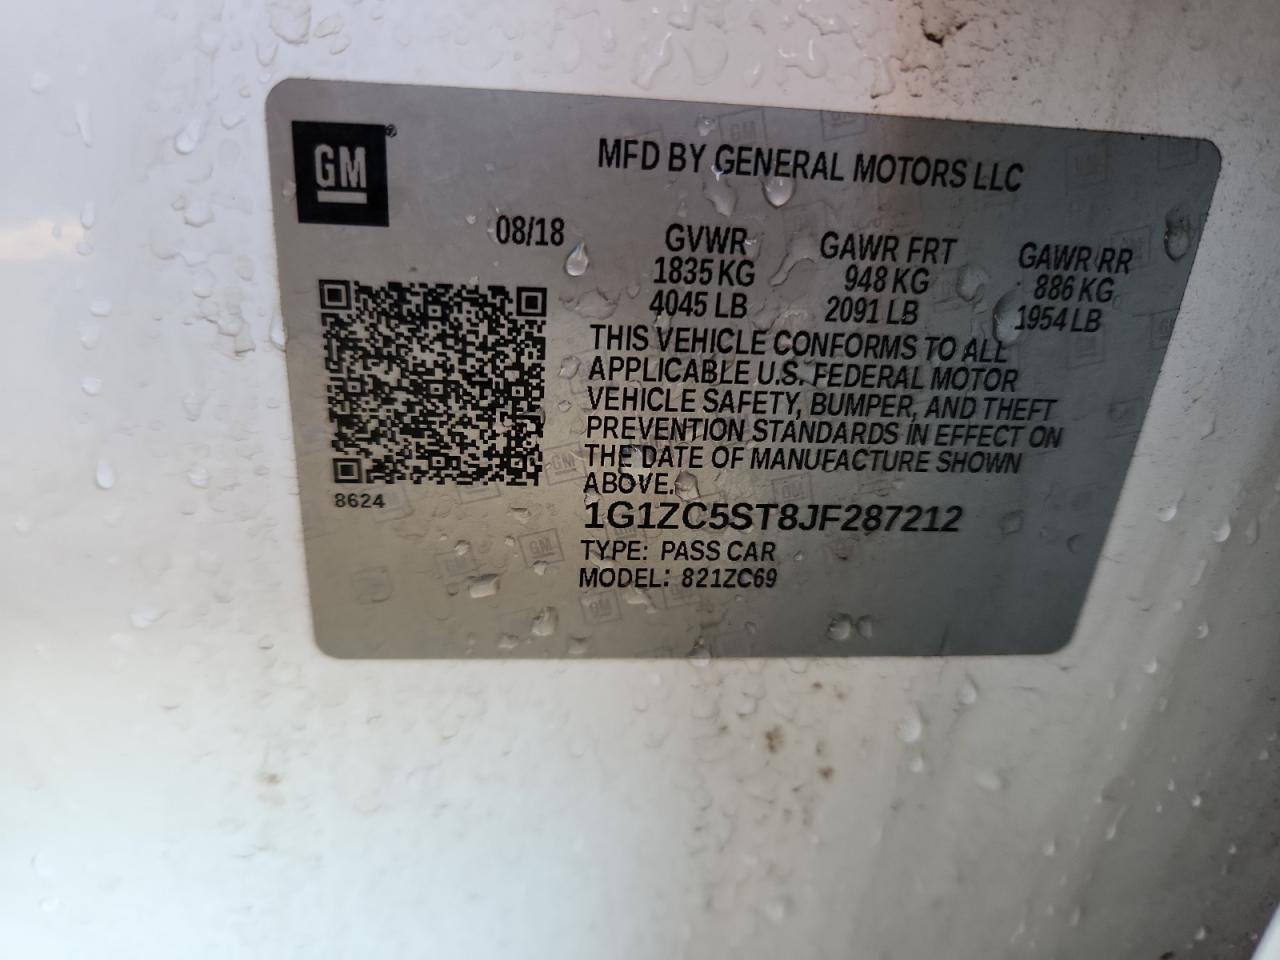 GM
MFD BY GENERAL MOTORS LLC
08/18 GVWR GAWR FRT GAWR RR
1835 KG 948 KG 886 KG
4045 LB 2091 LB 1954 LB
THIS VEHICLE CONFORMS TO ALL
APPLICABLE U.S. FEDERAL MOTOR
VEHICLE SAFETY, BUMPER, AND THEFT
PREVENTION STANDARDS IN EFFECT ON
THE DATE OF MANUFACTURE SHOWN
ABOVE.
8624
1G1ZC5ST8JF287212
TYPE: PASS CAR
MODEL: 821ZC69